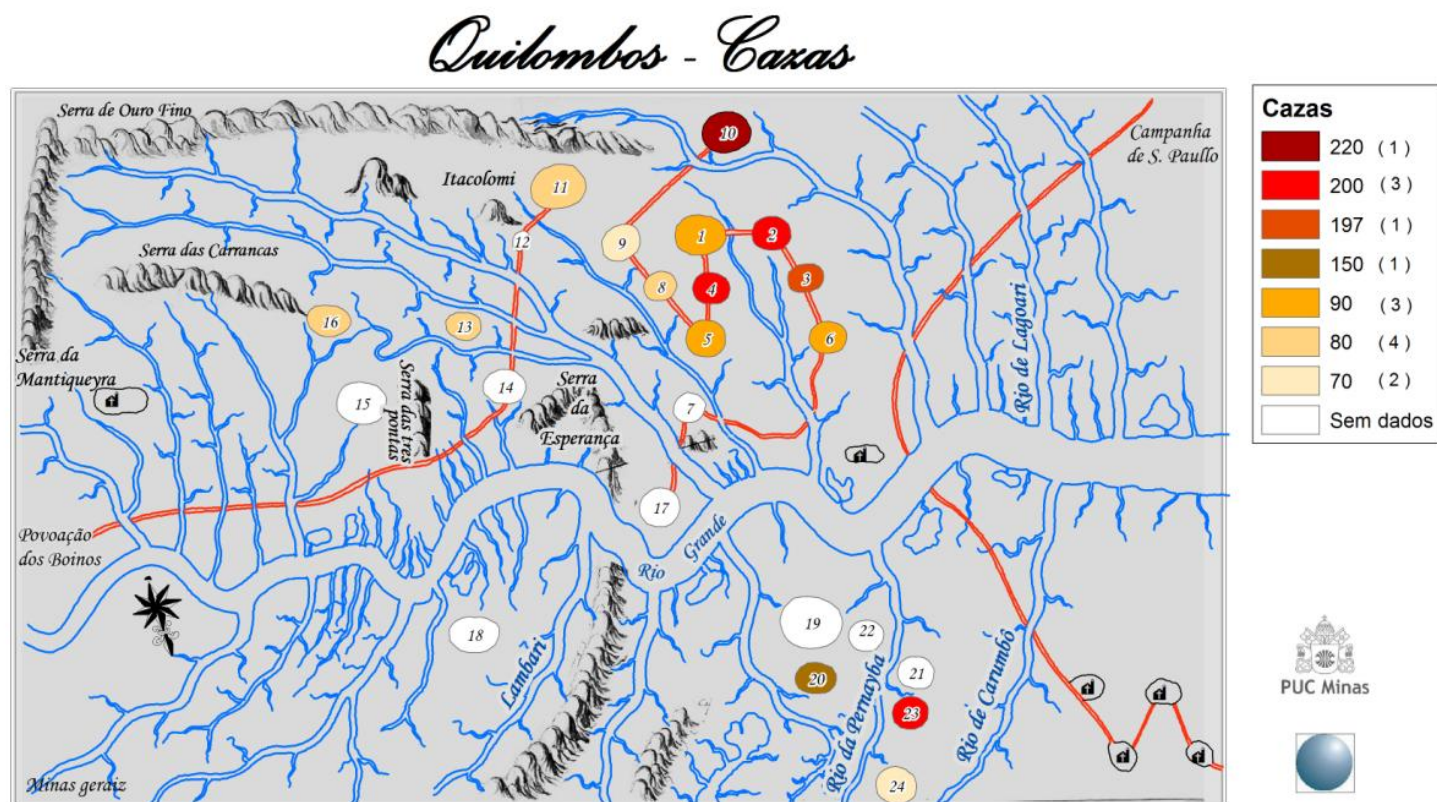 Quilombos - Cazas
Serra de Ouro Fino
10
Campanha
de S. Paullo
Itacolomi
11
12
9
1
2
Serra das Carrancas
8
4
3
16
13
5
6
Rio de Lagoari
Serra da
Mantiqueyra
15
Serra das tres
pontas
14
Serra
da
Esperança
7
17
Povoação
dos Boinos
Rio
Grande
18
Lambari
19
22
20
21
23
Rio da Pernayba
Rio de Carumbô
24
Minas geraiz
Cazas
220 (1)
200 (3)
197 (1)
150 (1)
90 (3)
80 (4)
70 (2)
Sem dados
PUC Minas